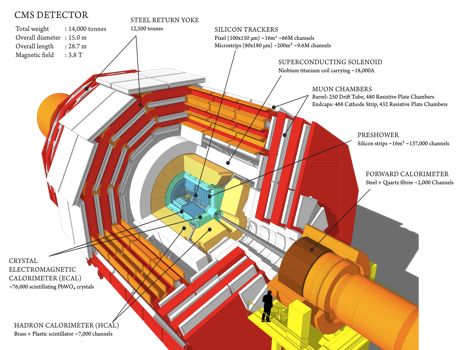 CMS DETECTOR
Total weight : 14,000 tonnes
Overall diameter : 15.0 m
Overall length : 28.7 m
Magnetic field : 3.8 T
STEEL RETURN YOKE
12,500 tonnes
SILICON TRACKERS
Pixel (100x150 μm) ~16m² ~66M channels
Microstrips (80x180 μm) ~200m² ~9.6M channels
SUPERCONDUCTING SOLENOID
Niobium titanium coil carrying ~18,000A
MUON CHAMBERS
Barrel: 250 Drift Tube, 480 Resistive Plate Chambers
Endcaps: 468 Cathode Strip, 432 Resistive Plate Chambers
PRESHOWER
Silicon strips ~16m² ~137,000 channels
FORWARD CALORIMETER
Steel + Quartz fibres ~2,000 Channels
CRYSTAL
ELECTROMAGNETIC
CALORIMETER (ECAL)
~76,000 scintillating PbWO₄ crystals
HADRON CALORIMETER (HCAL)
Brass + Plastic scintillator ~7,000 channels